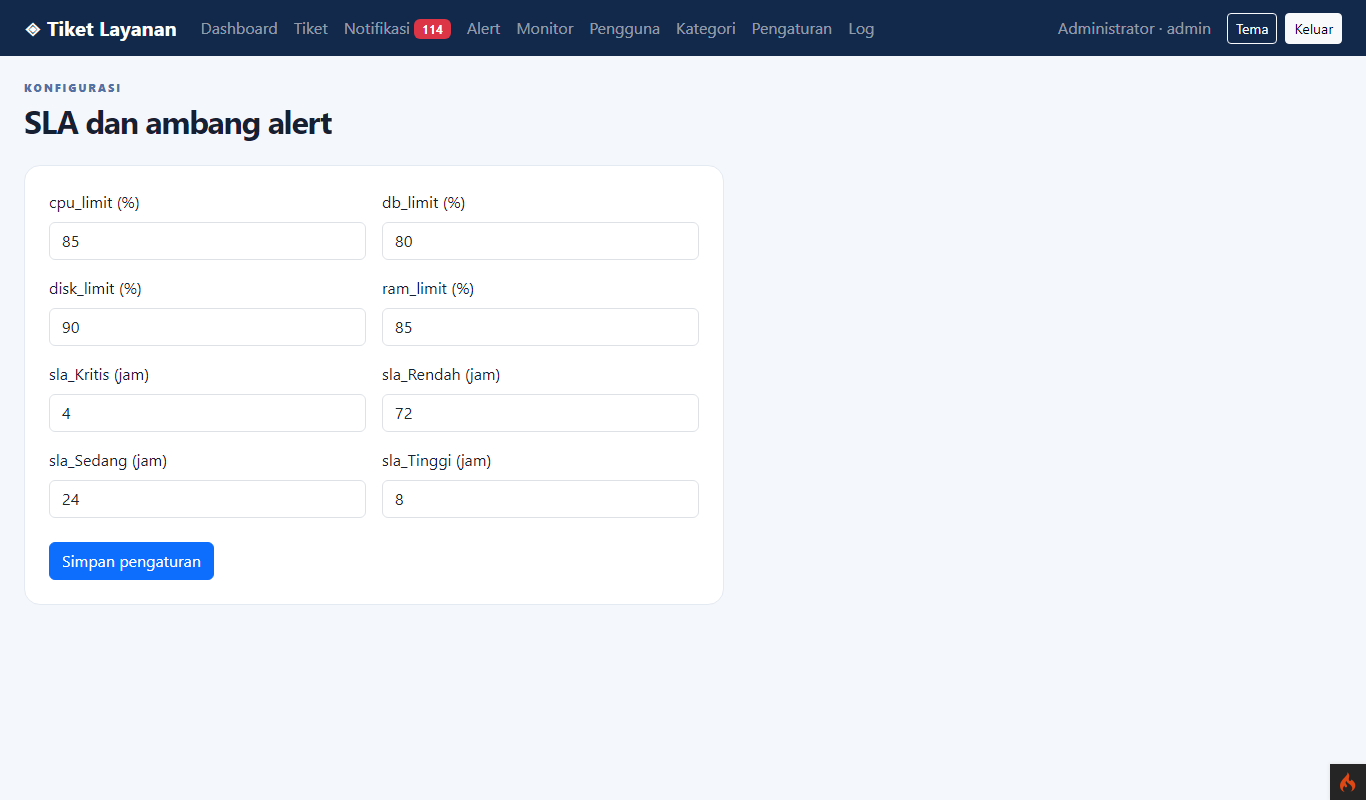 Tiket Layanan Dashboard Tiket Notifikasi 114 Alert Monitor Pengguna Kategori Pengaturan Log Administrator · admin Tema Keluar
KONFIGURASI
SLA dan ambang alert
cpu_limit (%) db_limit (%)
85 80
disk_limit (%) ram_limit (%)
90 85
sla_Kritis (jam) sla_Rendah (jam)
4 72
sla_Sedang (jam) sla_Tinggi (jam)
24 8
Simpan pengaturan